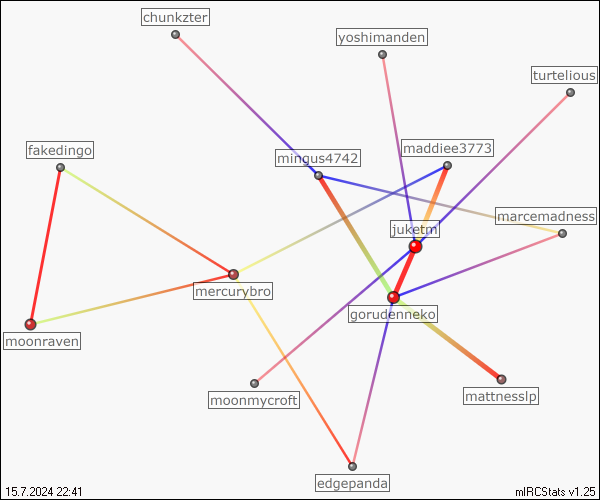 chunkzter
yoshimanden
turtelious
fakedingo
mingus4742
maddiee3773
marcemadness
juketm
mercurybro
gorudenneko
moonraven
mattnesslp
moonmycroft
edgepanda
15.7.2024 22:41
mIRCStats v1.25